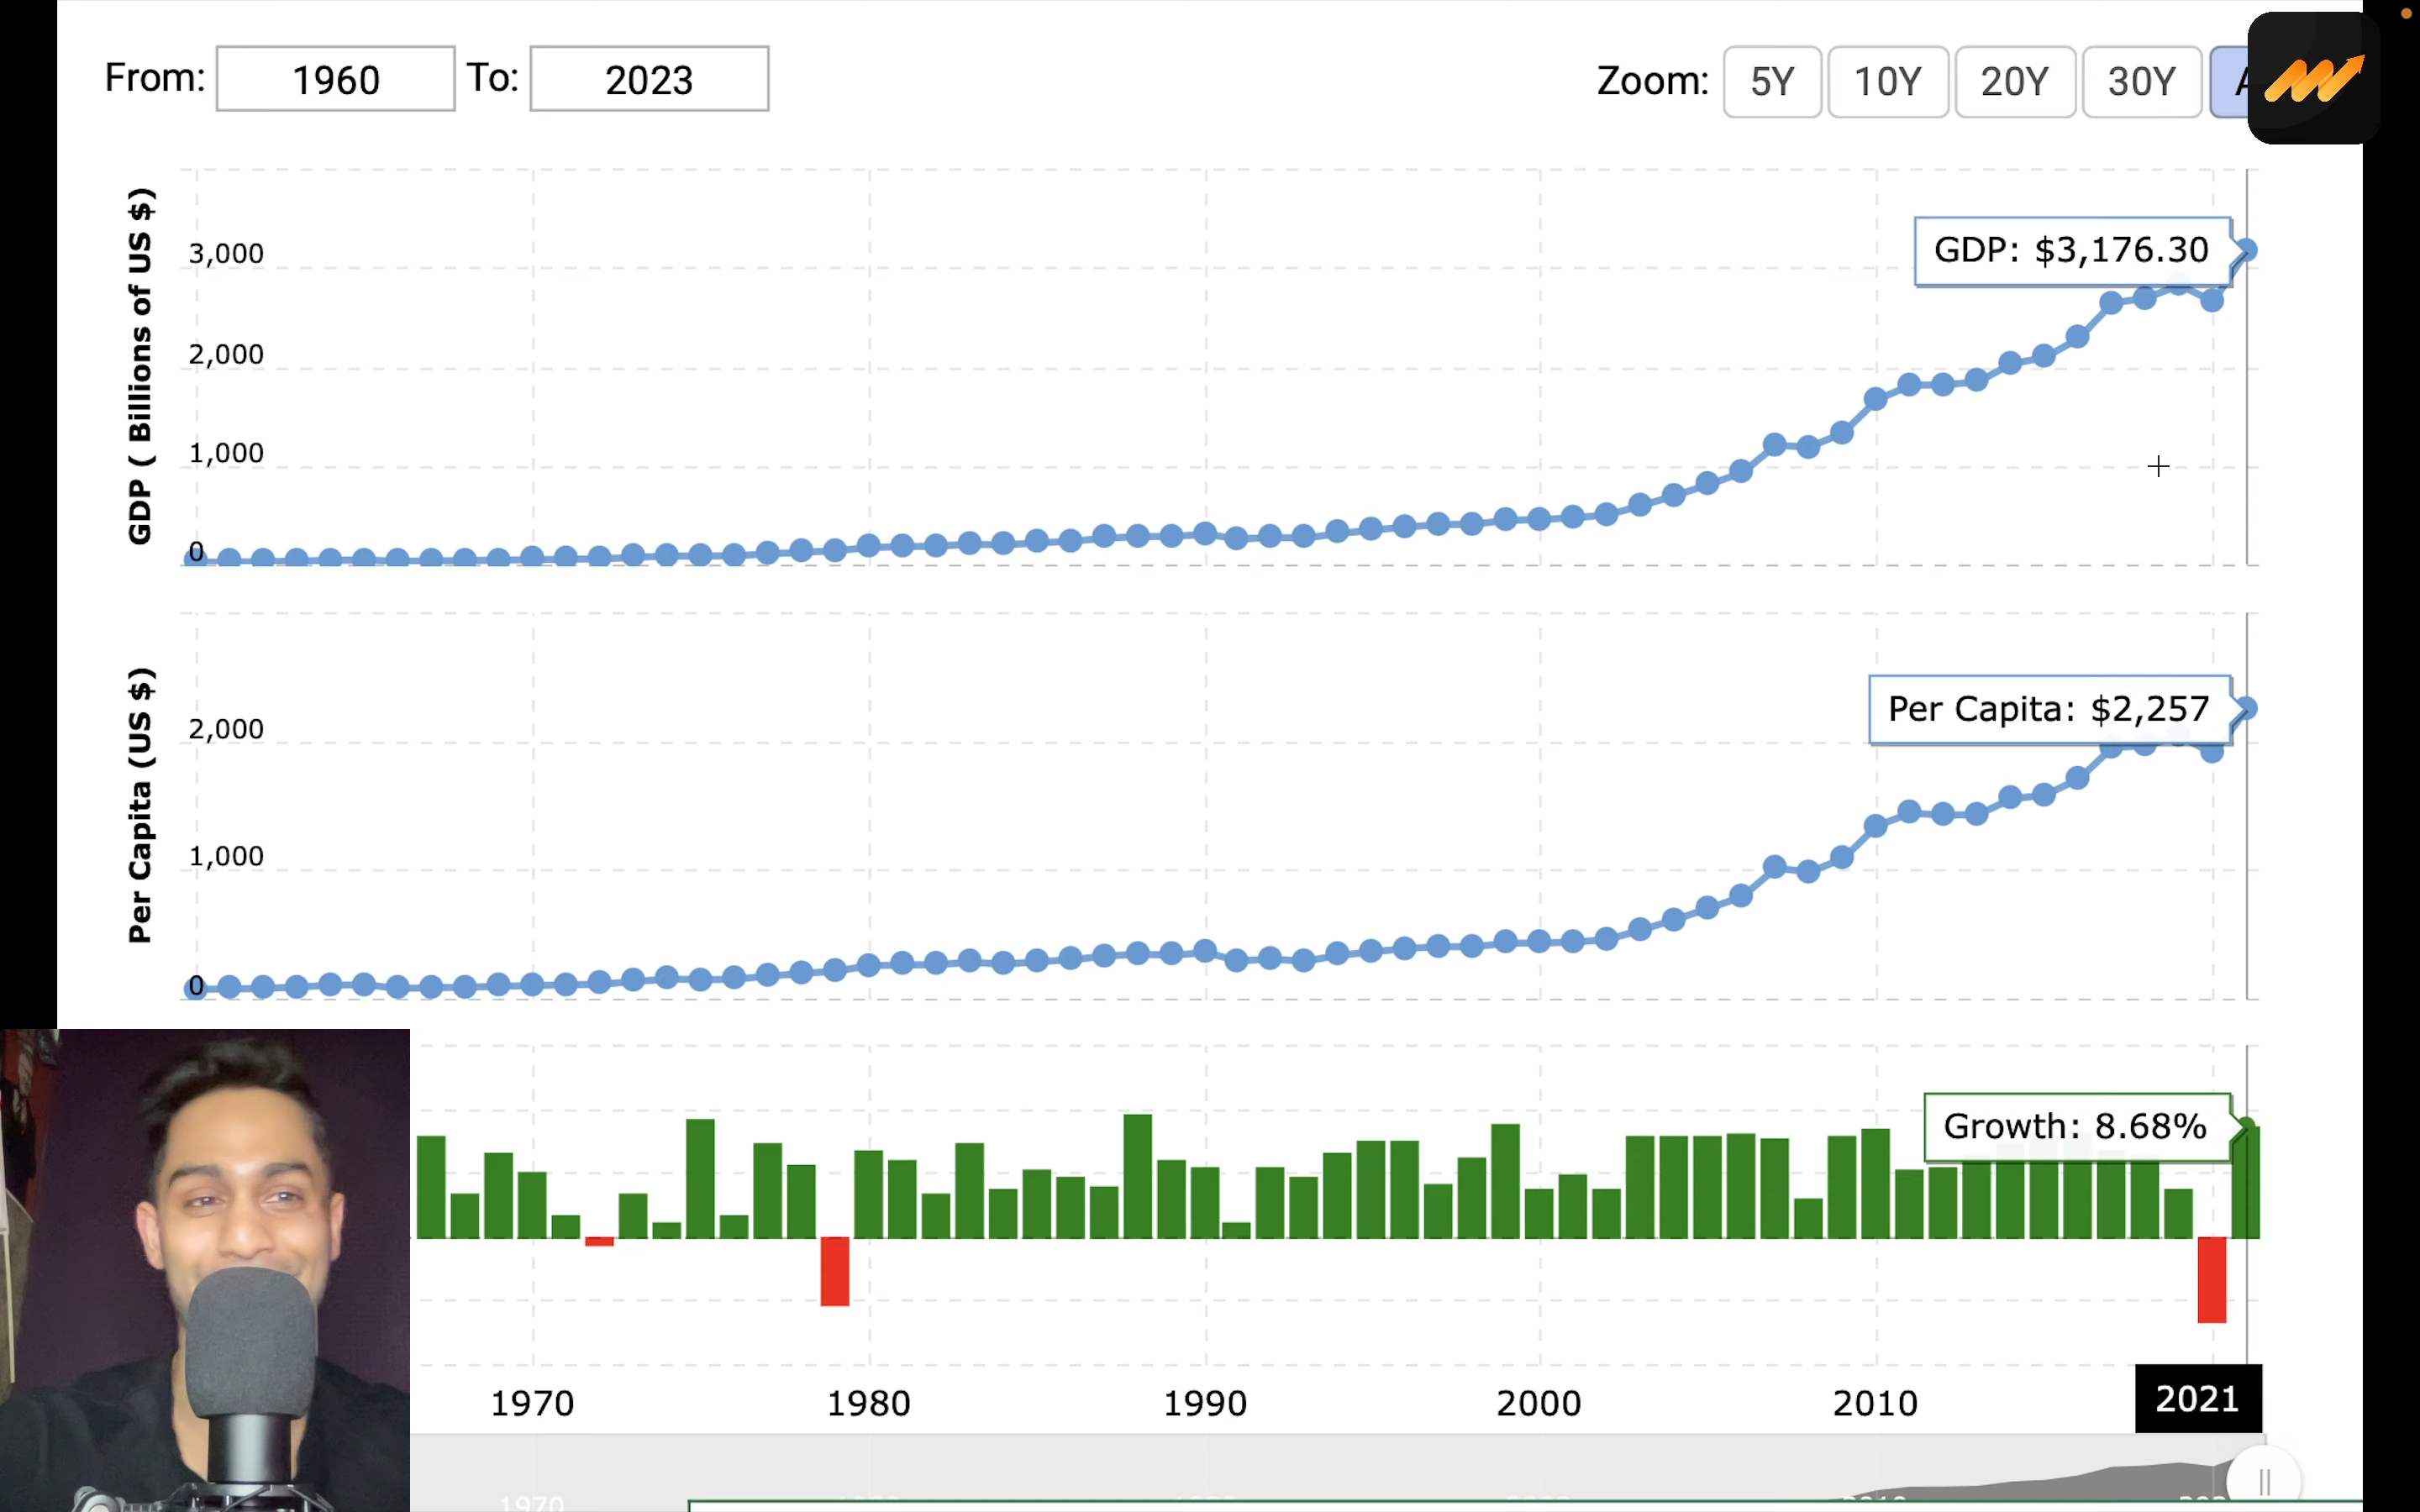 From: 1960 To: 2023
Zoom: 5Y 10Y 20Y 30Y
GDP ( Billions of US $)
3,000
2,000
1,000
0
GDP: $3,176.30
Per Capita (US $)
2,000
1,000
0
Per Capita: $2,257
Growth: 8.68%
1970 1980 1990 2000 2010 2021
1970